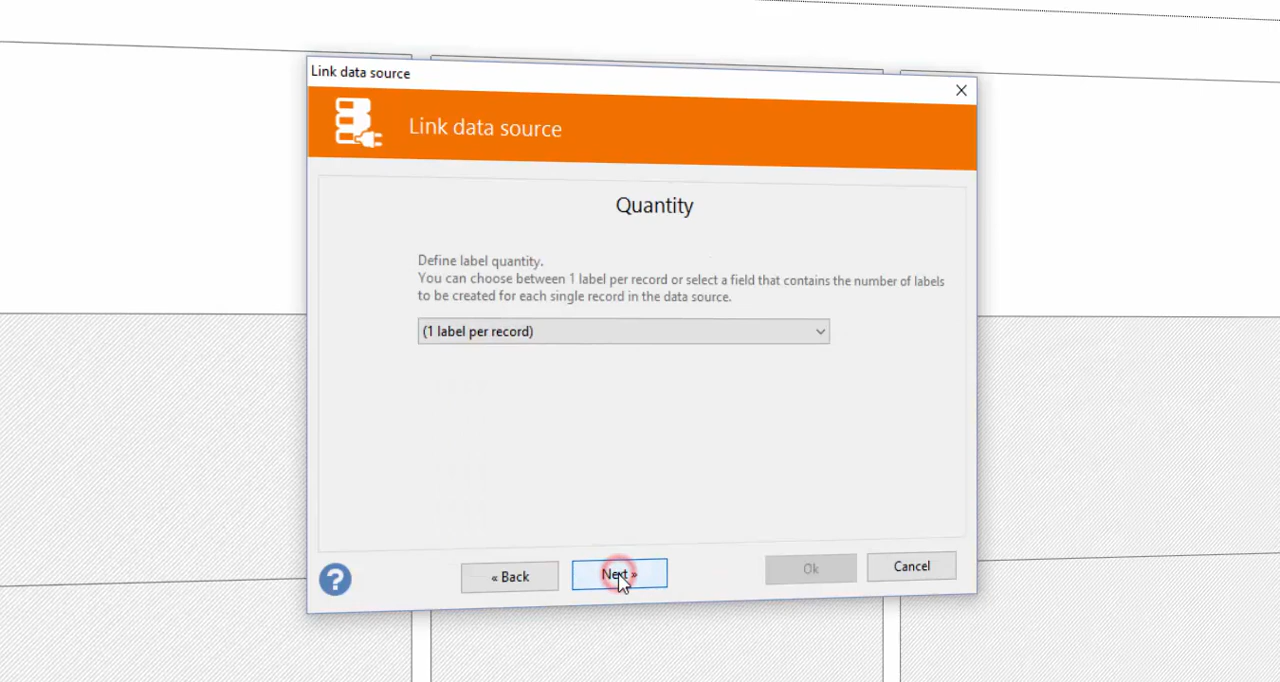 Link data source
Link data source
Quantity
Define label quantity.
You can choose between 1 label per record or select a field that contains the number of labels
to be created for each single record in the data source.
(1 label per record)
?
« Back
Next »
Ok
Cancel